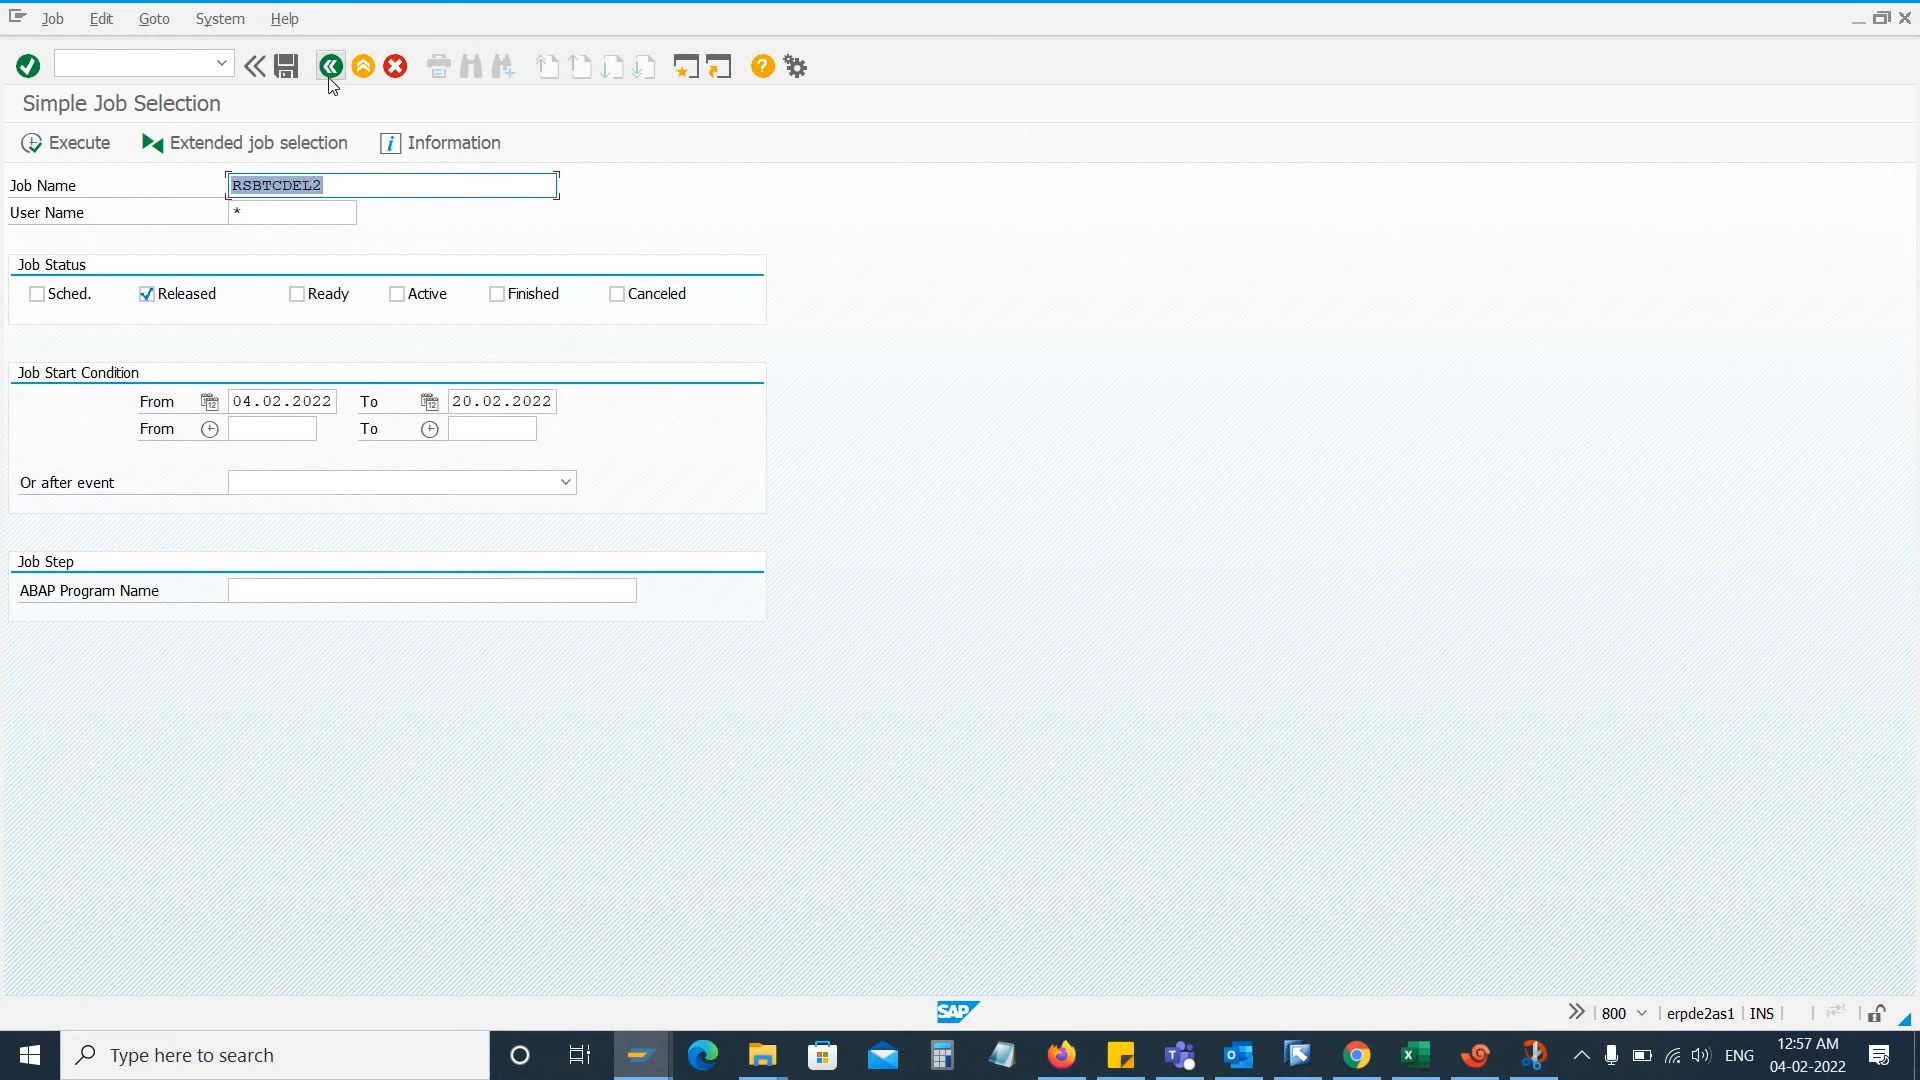 Job Edit Goto System Help
Simple Job Selection
Execute Extended job selection i Information
Job Name RSBTCDEL2
User Name *
Job Status
Sched. Released Ready Active Finished Canceled
Job Start Condition
From 04.02.2022 To 20.02.2022
From To
Or after event
Job Step
ABAP Program Name
SAP 800 erpde2as1 INS
Type here to search ENG 12:57 AM
04-02-2022